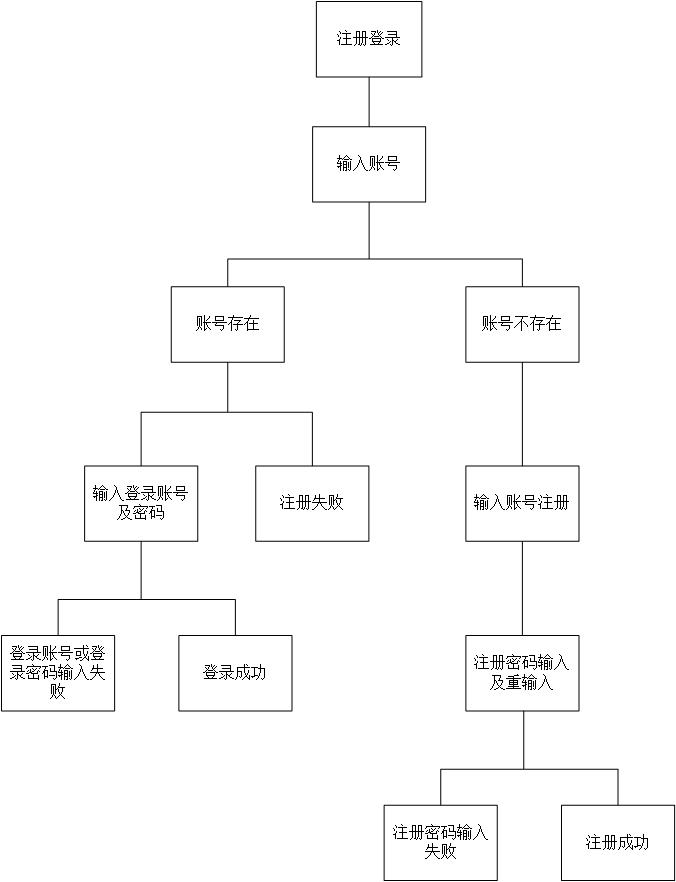 注册登录
输入账号
账号存在
账号不存在
输入登录账号
及密码
注册失败
输入账号注册
登录账号或登
录密码输入失
败
登录成功
注册密码输入
及重输入
注册密码输入
失败
注册成功